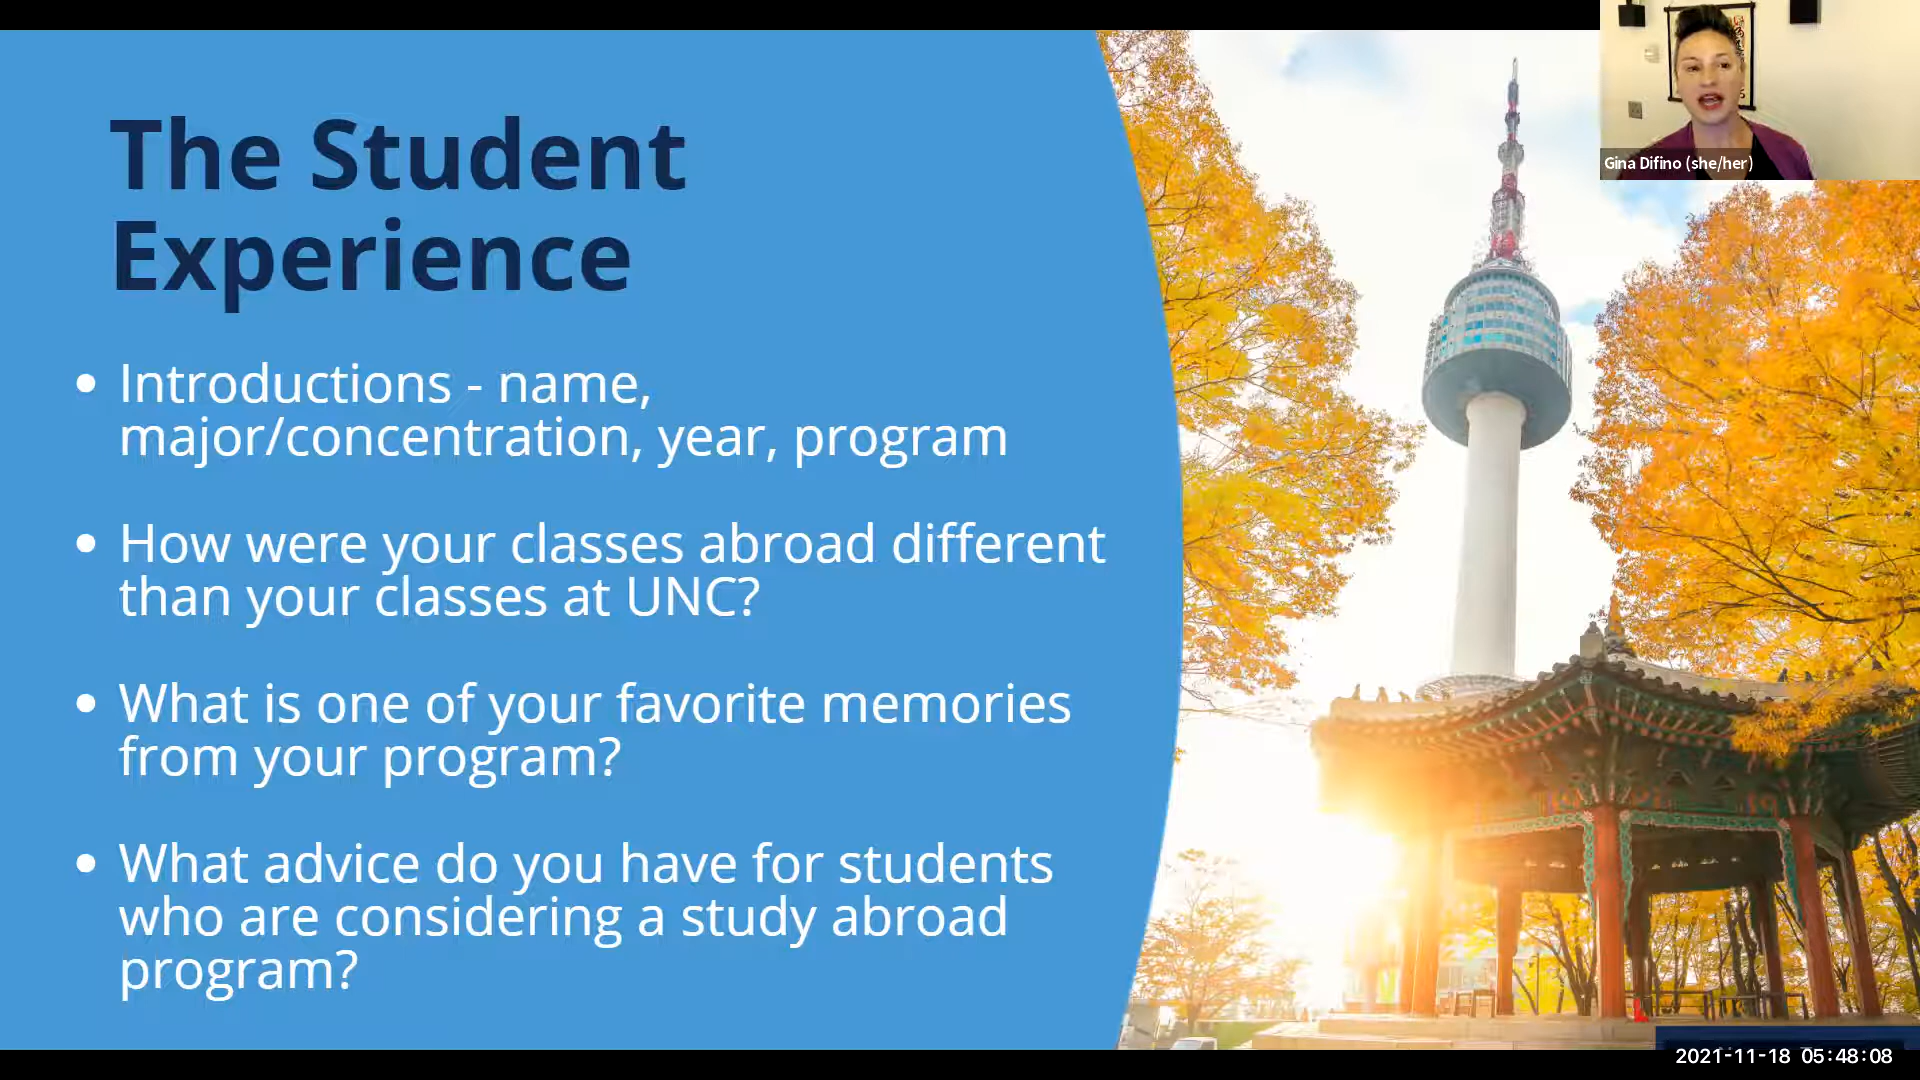 The Student
Experience
• Introductions - name,
major/concentration, year, program
• How were your classes abroad different
than your classes at UNC?
• What is one of your favorite memories
from your program?
• What advice do you have for students
who are considering a study abroad
program?
Gina Difino (she/her)
2021-11-18 05:48:08